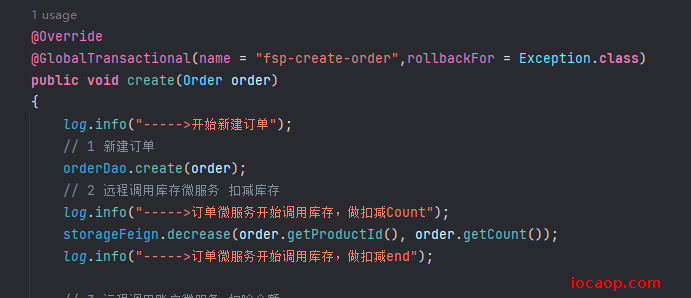 1 usage
@Override
@GlobalTransactional(name = "fsp-create-order",rollbackFor = Exception.class)
public void create(Order order)
{
log.info("----->开始新建订单");
// 1 新建订单
orderDao.create(order);
// 2 远程调用库存微服务 扣减库存
log.info("----->订单微服务开始调用库存，做扣减Count");
storageFeign.decrease(order.getProductId(), order.getCount());
log.info("----->订单微服务开始调用库存，做扣减end");
iocaop.com